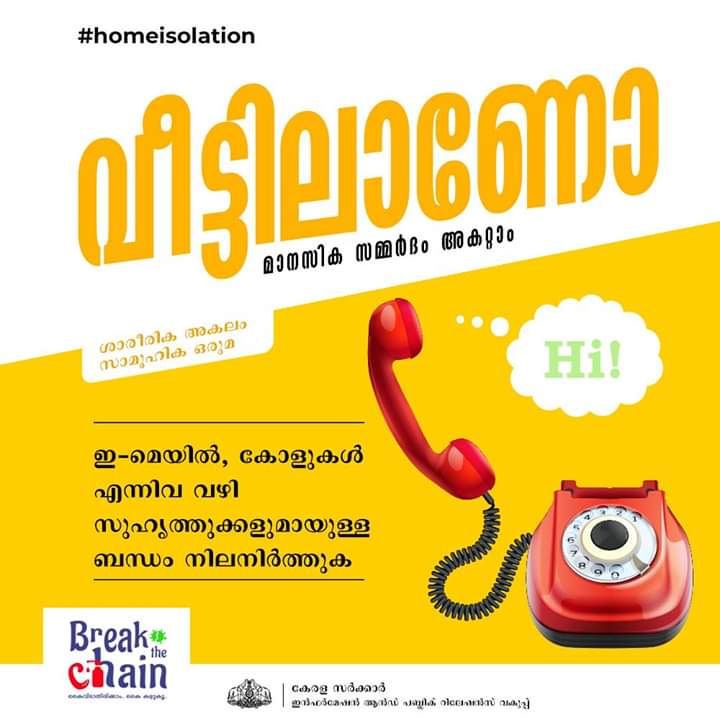 #homeisolation
വീട്ടിലാണോ
മാനസിക സമ്മർദം അകറ്റാം
ശാരീരിക അകലം
സാമൂഹിക ഒരുമ
Hi!
ഇ-മെയിൽ, കോളുകൾ
എന്നിവ വഴി
സുഹൃത്തുക്കളുമായുള്ള
ബന്ധം നിലനിർത്തുക
Break
the
chain
കൈവിടാതിരിക്കാം. കൈ കഴുകൂ.
കേരള സർക്കാർ
ഇൻഫർമേഷൻ ആൻഡ് പബ്ലിക് റിലേഷൻസ് വകുപ്പ്